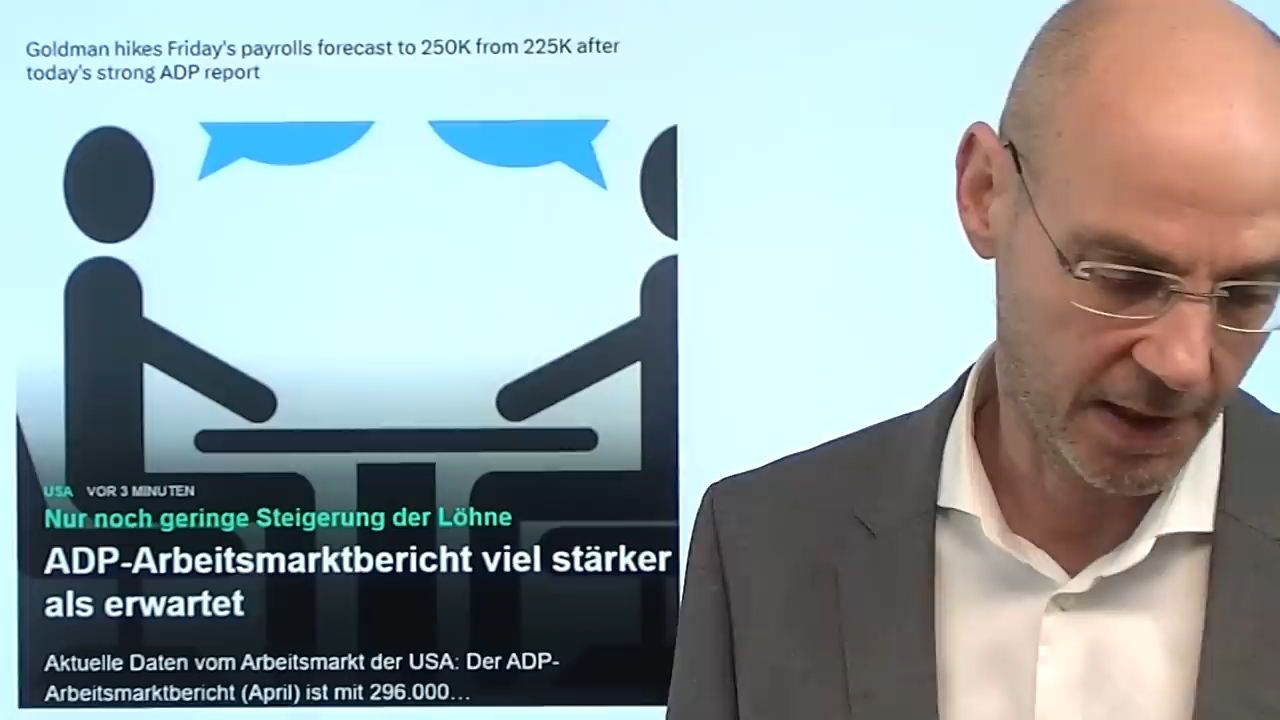 Goldman hikes Friday's payrolls forecast to 250K from 225K after
today's strong ADP report
USA VOR 3 MINUTEN
Nur noch geringe Steigerung der Löhne
ADP-Arbeitsmarktbericht viel stärker
als erwartet
Aktuelle Daten vom Arbeitsmarkt der USA: Der ADP-
Arbeitsmarktbericht (April) ist mit 296.000...